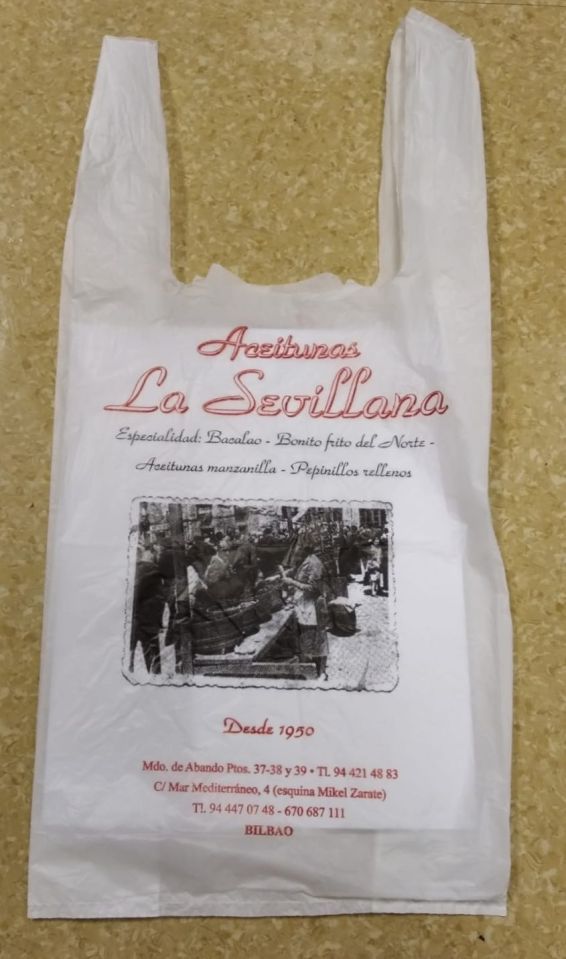 Aceitunas
La Sevillana
Especialidad: Bacalao - Bonito frito del Norte -
Aceitunas manzanilla - Pepinillos rellenos
Desde 1950
Mdo. de Abando Ptos. 37-38 y 39 • Tl. 94 421 48 83
C/ Mar Mediterráneo, 4 (esquina Mikel Zarate)
Tl. 94 447 07 48 - 670 687 111
BILBAO